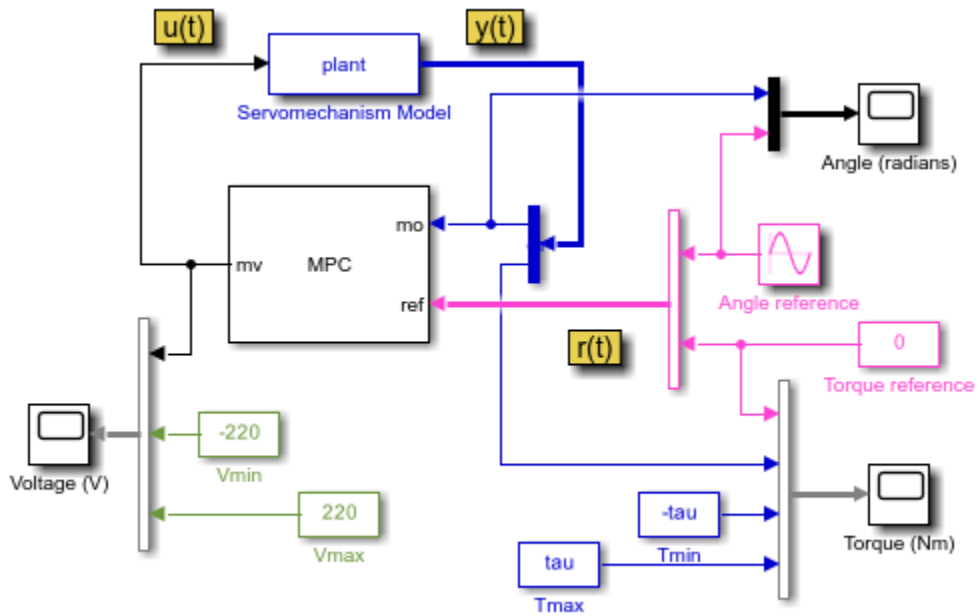 u(t)
y(t)
plant
Servomechanism Model
Angle (radians)
mo
mv
MPC
ref
Angle reference
r(t)
0
Torque reference
-220
Vmin
Voltage (V)
220
Vmax
-tau
Tmin
Torque (Nm)
tau
Tmax